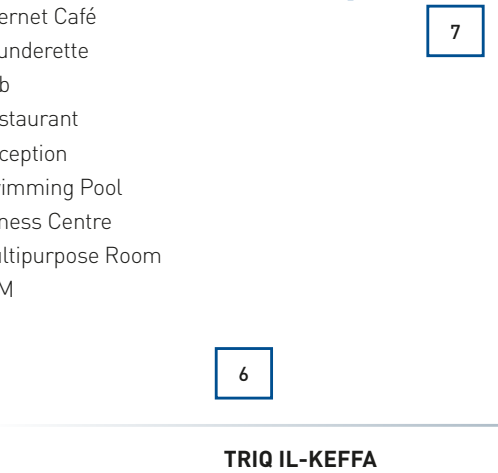 ernet Café
underette
b
staurant
ception
imming Pool
ness Centre
ltipurpose Room
M
7
6
TRIQ IL-KEFFA